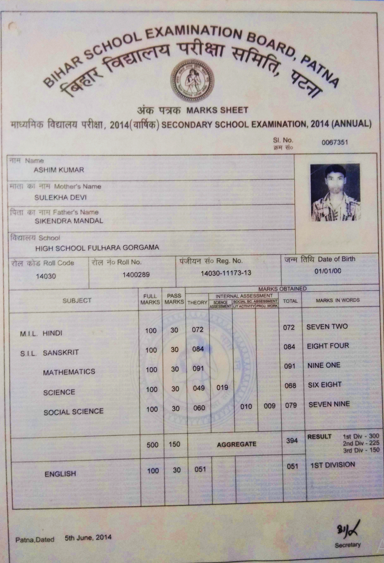 BIHAR SCHOOL EXAMINATION BOARD, PATNA
बिहार विद्यालय परीक्षा समिति, पटना
अंक पत्रक MARKS SHEET
माध्यमिक विद्यालय परीक्षा, 2014(वार्षिक) SECONDARY SCHOOL EXAMINATION, 2014 (ANNUAL)
Sl. No. 0067351
क्रम सं०
नाम Name
ASHIM KUMAR
माता का नाम Mother's Name
SULEKHA DEVI
पिता का नाम Father's Name
SIKENDRA MANDAL
विद्यालय School
HIGH SCHOOL FULHARA GORGAMA
रोल कोड Roll Code रोल नं० Roll No. पंजीयन सं० Reg. No. जन्म तिथि Date of Birth
14030 1400289 14030-11173-13 01/01/00
SUBJECT FULL MARKS PASS MARKS MARKS OBTAINED
THEORY INTERNAL ASSESSMENT TOTAL MARKS IN WORDS
SCIENCE
M.I.L. HINDI 100 30 072 072 SEVEN TWO
S.I.L. SANSKRIT 100 30 084 084 EIGHT FOUR
MATHEMATICS 100 30 091 091 NINE ONE
SCIENCE 100 30 049 019 068 SIX EIGHT
SOCIAL SCIENCE 100 30 060 010 009 079 SEVEN NINE
500 150 AGGREGATE 394 RESULT 1st Div - 300
2nd Div - 225
3rd Div - 150
ENGLISH 100 30 051 051 1ST DIVISION
Patna,Dated 5th June, 2014
Secretary